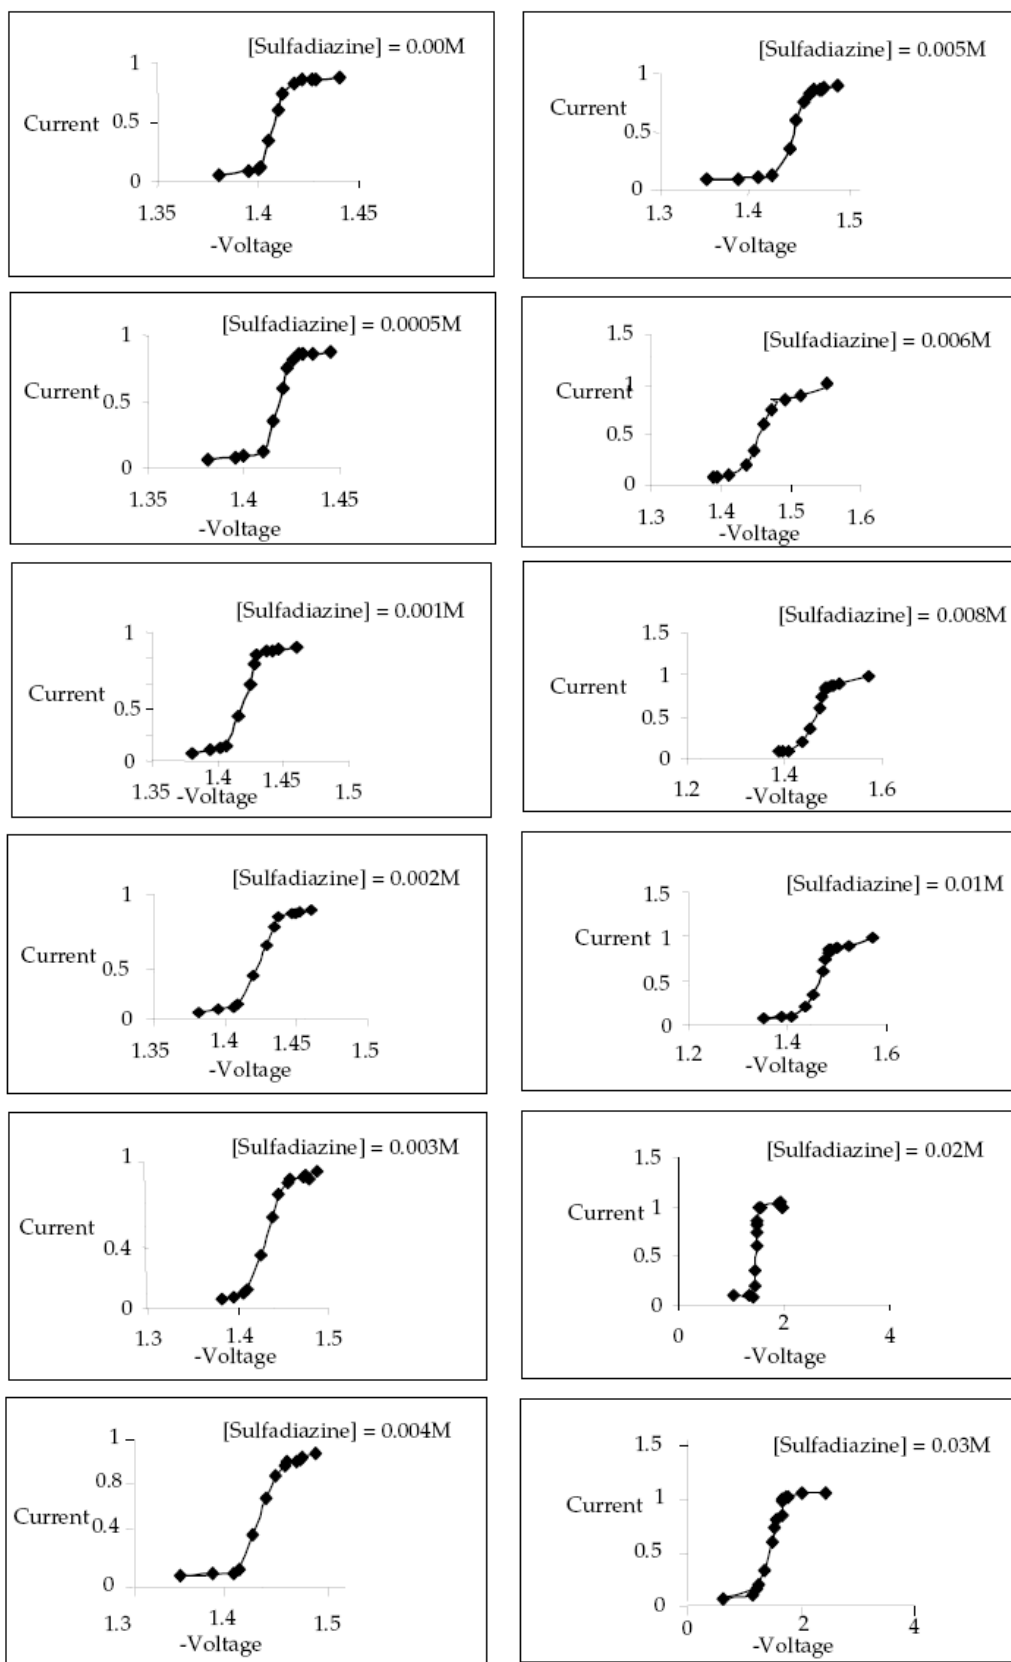 [Sulfadiazine] = 0.00M
1
Current 0.5
0
1.35 1.4 1.45
-Voltage
[Sulfadiazine] = 0.005M
1
Current 0.5
0
1.3 1.4 1.5
-Voltage
[Sulfadiazine] = 0.0005M
1
Current 0.5
0
1.35 1.4 1.45
-Voltage
[Sulfadiazine] = 0.006M
1.5
Current 1
0.5
0
1.3 1.4 1.5 1.6
-Voltage
[Sulfadiazine] = 0.001M
1
Current
0.5
0
1.35 1.4 1.45 1.5
-Voltage
[Sulfadiazine] = 0.008M
1.5
Current 1
0.5
0
1.2 1.4 1.6
-Voltage
[Sulfadiazine] = 0.002M
1
Current 0.5
0
1.35 1.4 1.45 1.5
-Voltage
[Sulfadiazine] = 0.01M
1.5
Current 1
0.5
0
1.2 1.4 1.6
-Voltage
[Sulfadiazine] = 0.003M
1
Current 0.4
0
1.3 1.4 1.5
-Voltage
[Sulfadiazine] = 0.02M
1.5
Current 1
0.5
0
0 2 4
-Voltage
[Sulfadiazine] = 0.004M
1
0.8
Current 0.4
0
1.3 1.4 1.5
-Voltage
[Sulfadiazine] = 0.03M
1.5
Current 1
0.5
0
0 2 4
-Voltage